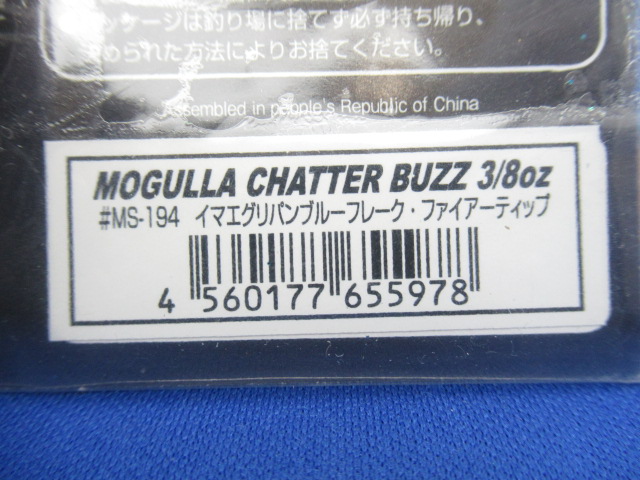 ッケージは釣り場に捨てず必ず持ち帰り、
められた方法によりお捨てください。
Assembled in people's Republic of China
MOGULLA CHATTER BUZZ 3/8oz
#MS-194 イマエグリパンブルーフレーク・ファイアーティップ
4 560177 655978